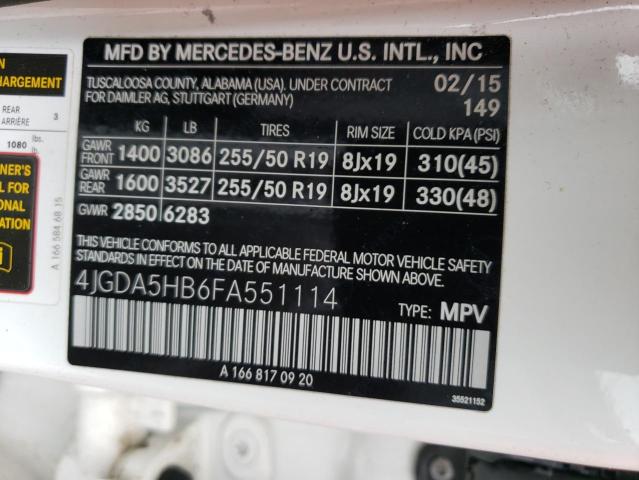 MFD BY MERCEDES-BENZ U.S. INTL., INC
TUSCALOOSA COUNTY, ALABAMA (USA). UNDER CONTRACT 02/15
FOR DAIMLER AG, STUTTGART (GERMANY) 149
KG LB TIRES RIM SIZE COLD KPA (PSI)
GAWR FRONT 1400 3086 255/50 R19 8Jx19 310(45)
GAWR REAR 1600 3527 255/50 R19 8Jx19 330(48)
GVWR 2850 6283
THIS VEHICLE CONFORMS TO ALL APPLICABLE FEDERAL MOTOR VEHICLE SAFETY
STANDARDS IN EFFECT ON THE DATE OF MANUFACTURE SHOWN ABOVE.
4JGDA5HB6FA551114
TYPE: MPV
A 166 817 09 20
35521152
REAR
ARRIÈRE 3
1080 lbs.
A 166 584 68 15